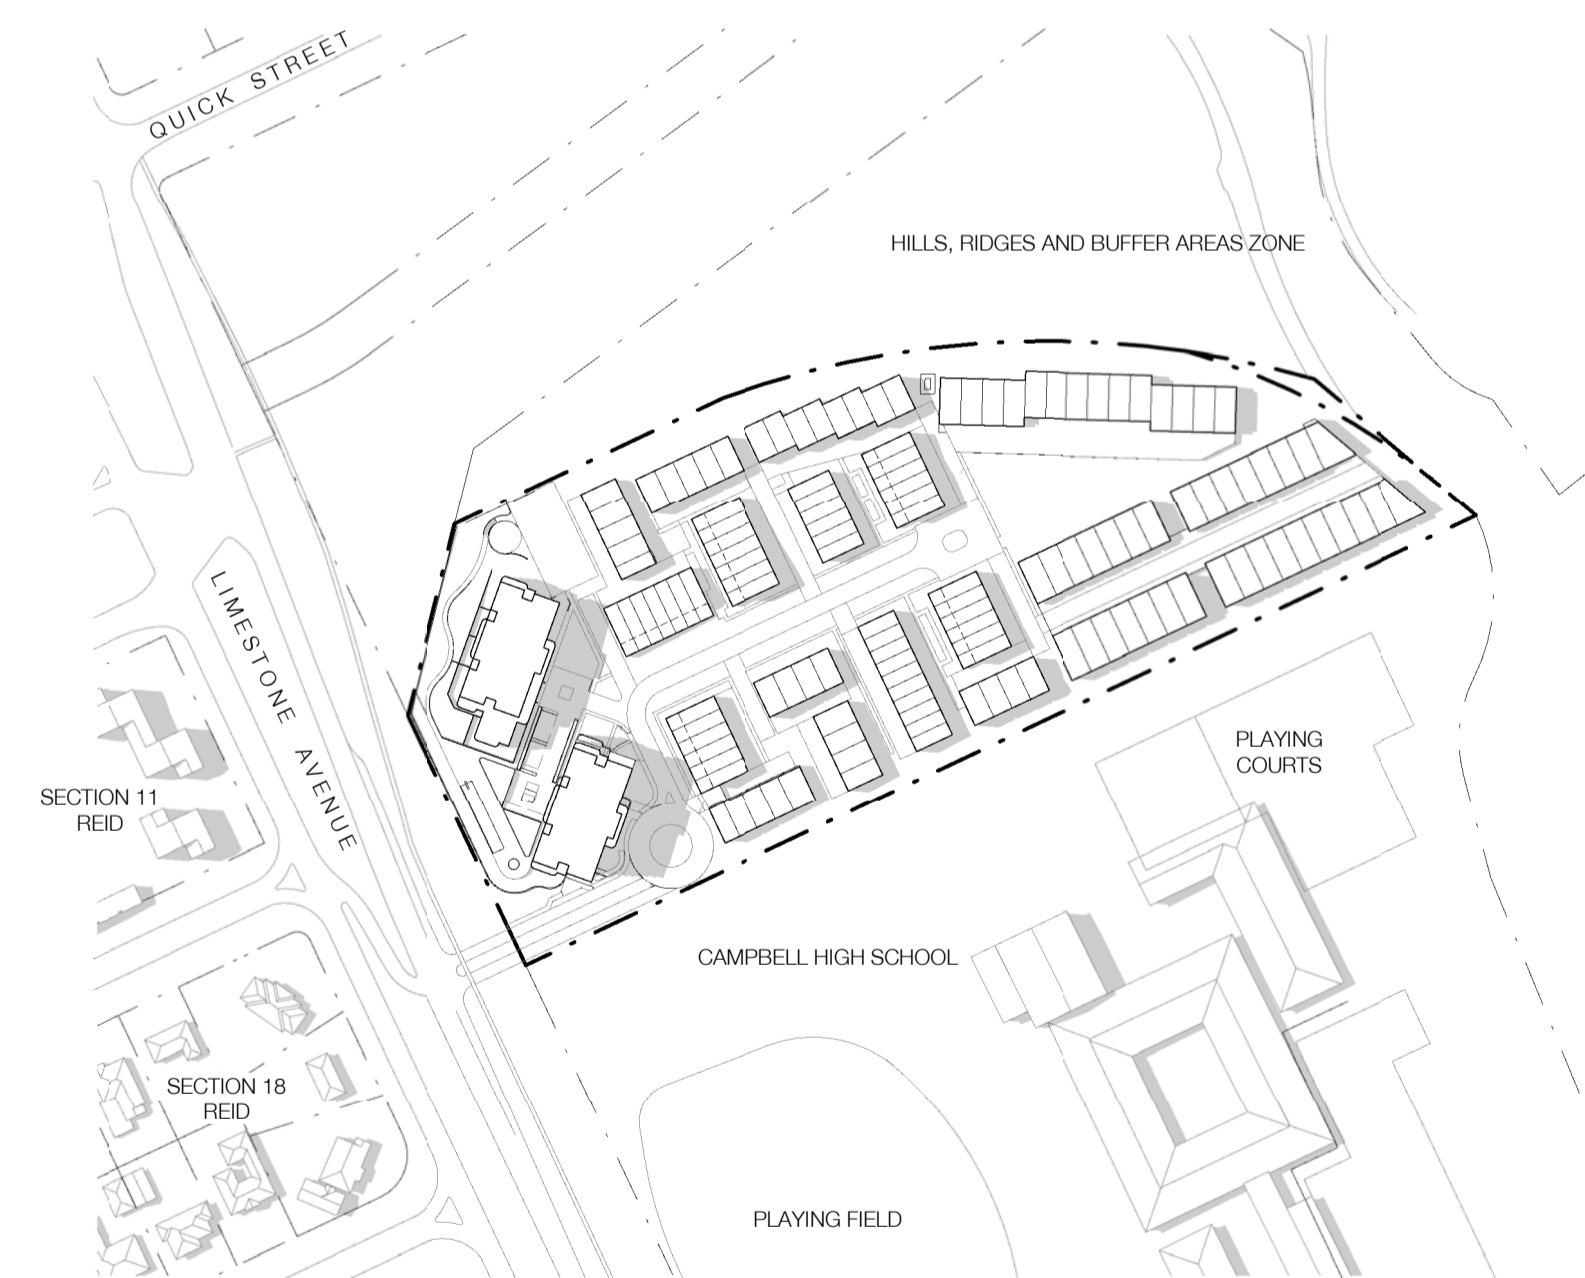 QUICK STREET
HILLS, RIDGES AND BUFFER AREAS ZONE
LIMESTONE AVENUE
PLAYING
COURTS
SECTION 11
REID
CAMPBELL HIGH SCHOOL
SECTION 18
REID
PLAYING FIELD